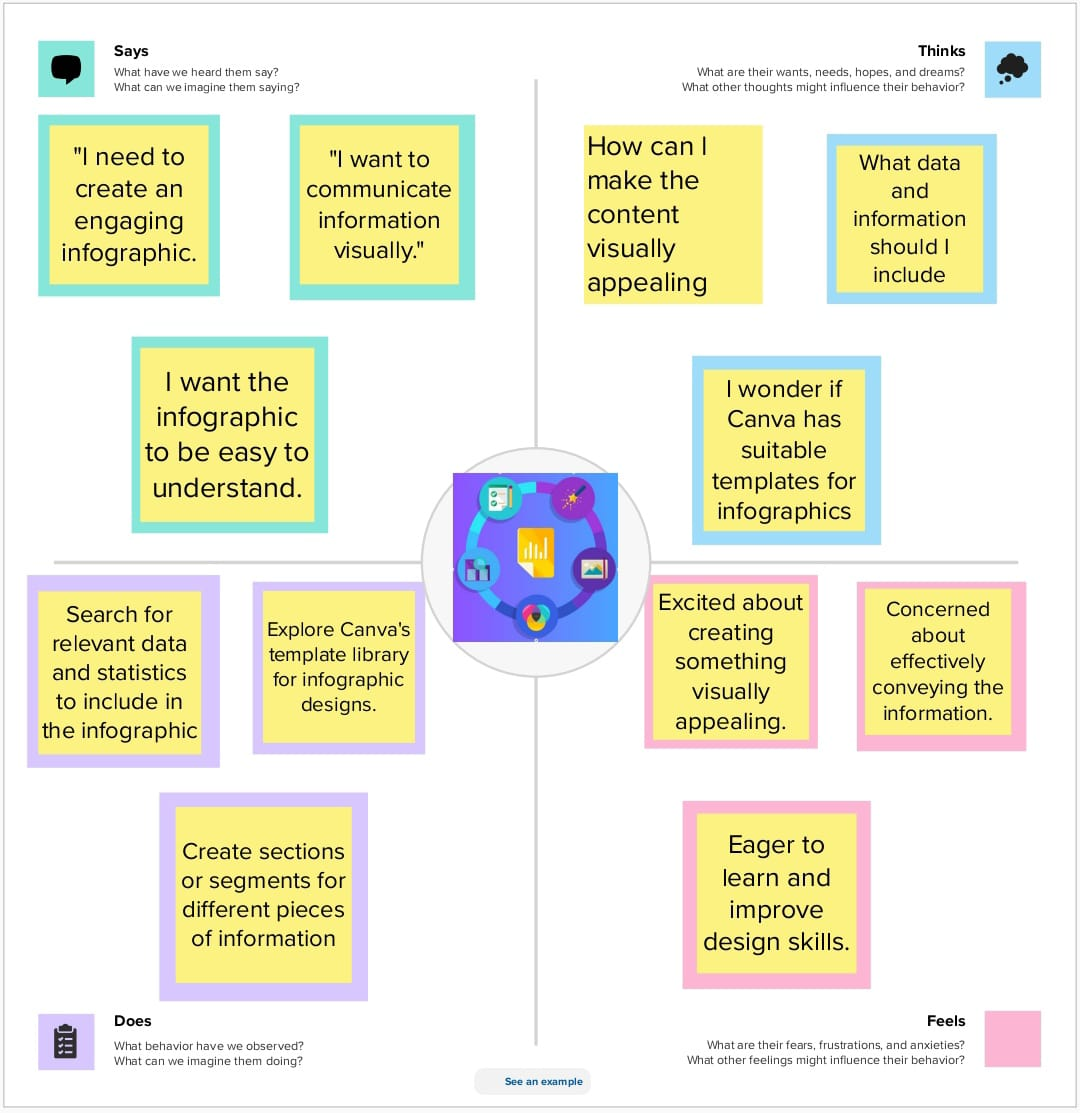 Says
What have we heard them say?
What can we imagine them saying?
Thinks
What are their wants, needs, hopes, and dreams?
What other thoughts might influence their behavior?
"I need to
create an
engaging
infographic.
"I want to
communicate
information
visually."
How can I
make the
content
visually
appealing
What data
and
information
should I
include
I want the
infographic
to be easy to
understand.
I wonder if
Canva has
suitable
templates for
infographics
Search for
relevant data
and statistics
to include in
the infographic
Explore Canva's
template library
for infographic
designs.
Excited about
creating
something
visually
appealing.
Concerned
about
effectively
conveying the
information.
Create sections
or segments for
different pieces
of information
Eager to
learn and
improve
design skills.
Does
What behavior have we observed?
What can we imagine them doing?
Feels
What are their fears, frustrations, and anxieties?
What other feelings might influence their behavior?
See an example